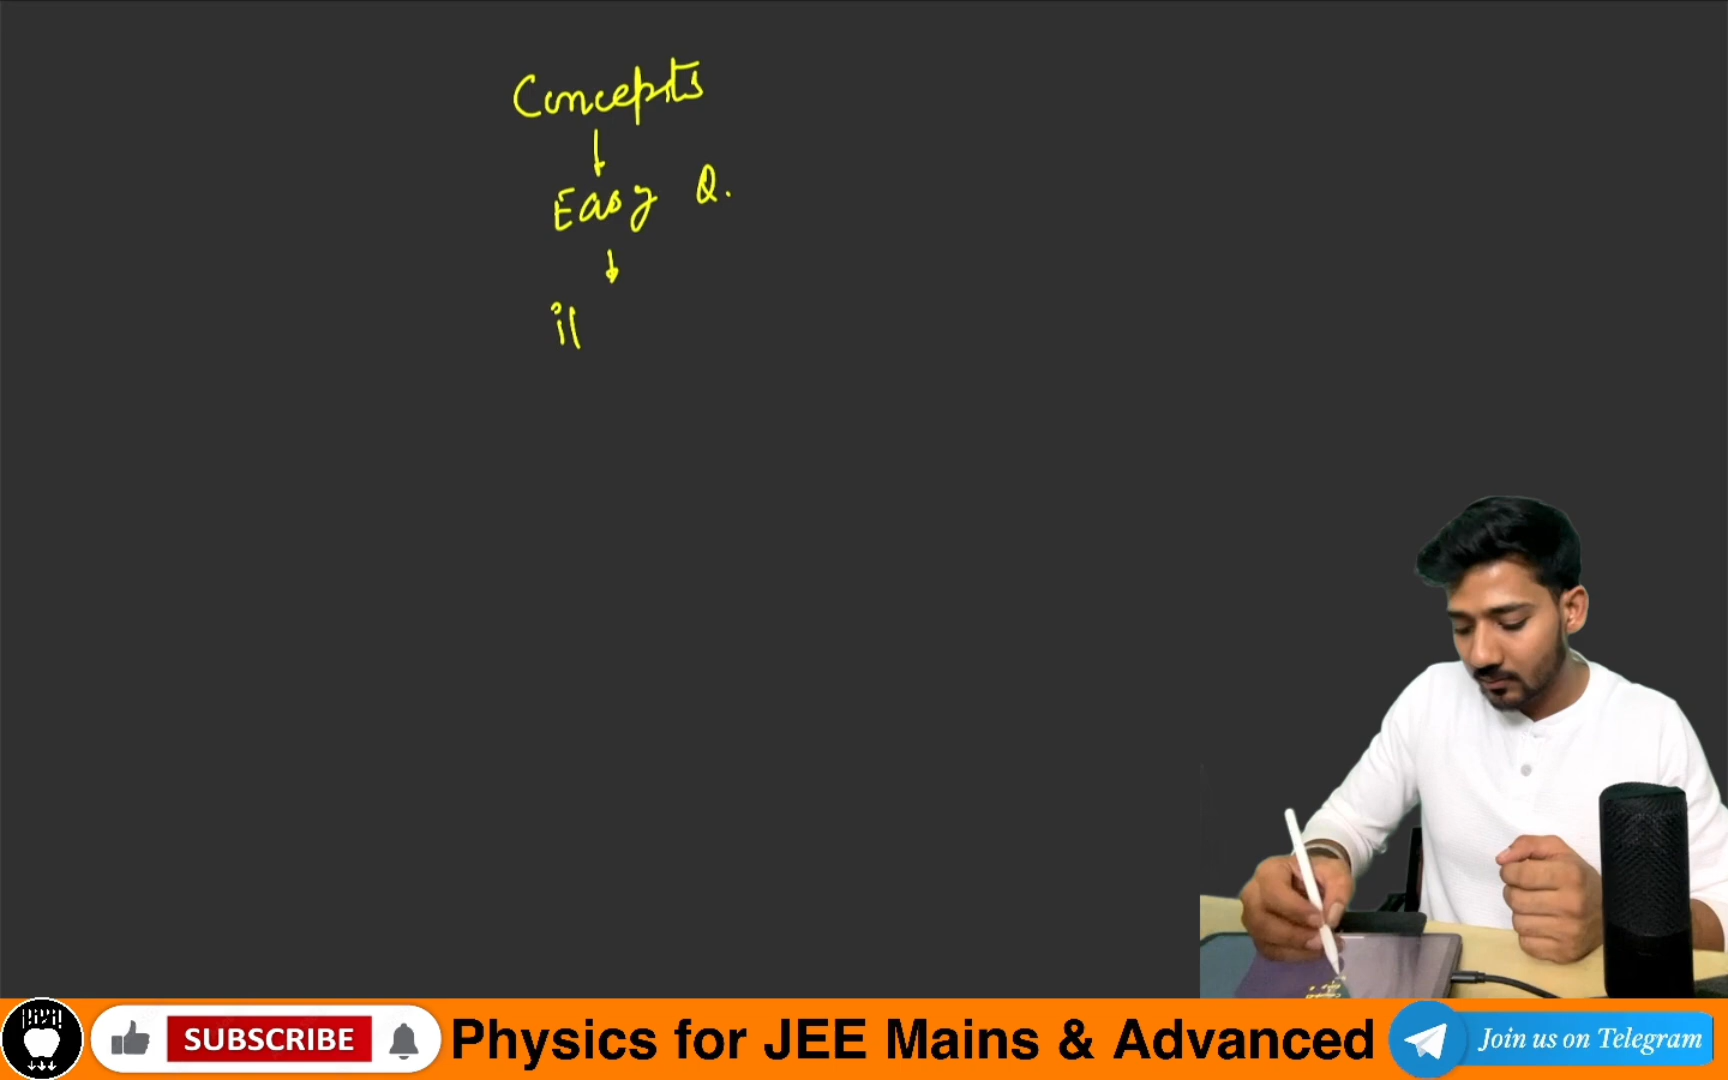 Concepts
Easy Q.
SUBSCRIBE
Physics for JEE Mains & Advanced
Join us on Telegram